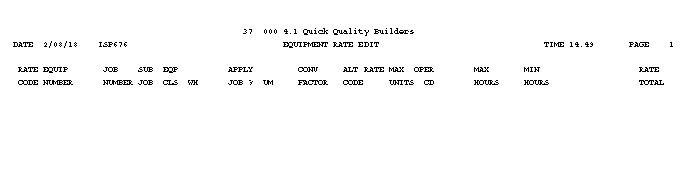 37 000 4.1 Quick Quality Builders
DATE 2/08/18 ISP676 EQUIPMENT RATE EDIT TIME 14.49 PAGE 1
RATE EQUIP JOB SUB EQP APPLY CONV ALT RATE MAX OPER MAX MIN RATE
CODE NUMBER NUMBER JOB CLS WH JOB ? UM FACTOR CODE UNITS CD HOURS HOURS TOTAL